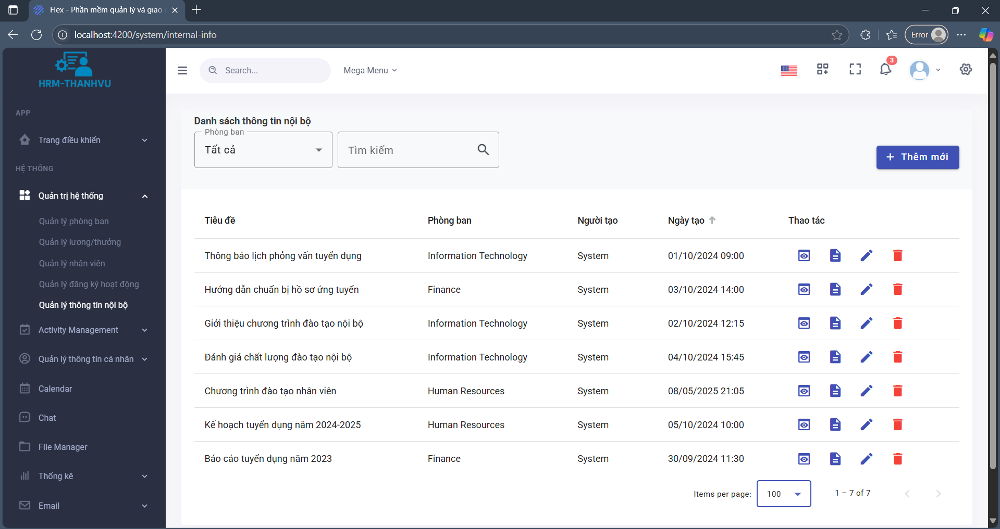 Flex - Phần mềm quản lý và giao
localhost:4200/system/internal-info
Error
HRM-THANHVU
Search...
Mega Menu
3
APP
Trang điều khiển
HỆ THỐNG
Quản trị hệ thống
Quản lý phòng ban
Quản lý lương/thưởng
Quản lý nhân viên
Quản lý đăng ký hoạt động
Quản lý thông tin nội bộ
Activity Management
Quản lý thông tin cá nhân
Calendar
Chat
File Manager
Thống kê
Email
Danh sách thông tin nội bộ
Phòng ban
Tất cả
Tìm kiếm
+ Thêm mới
Tiêu đề Phòng ban Người tạo Ngày tạo Thao tác
Thông báo lịch phỏng vấn tuyển dụng Information Technology System 01/10/2024 09:00
Hướng dẫn chuẩn bị hồ sơ ứng tuyển Finance System 03/10/2024 14:00
Giới thiệu chương trình đào tạo nội bộ Information Technology System 02/10/2024 12:15
Đánh giá chất lượng đào tạo nội bộ Information Technology System 04/10/2024 15:45
Chương trình đào tạo nhân viên Human Resources System 08/05/2025 21:05
Kế hoạch tuyển dụng năm 2024-2025 Human Resources System 05/10/2024 10:00
Báo cáo tuyển dụng năm 2023 Finance System 30/09/2024 11:30
Items per page: 100 1 – 7 of 7